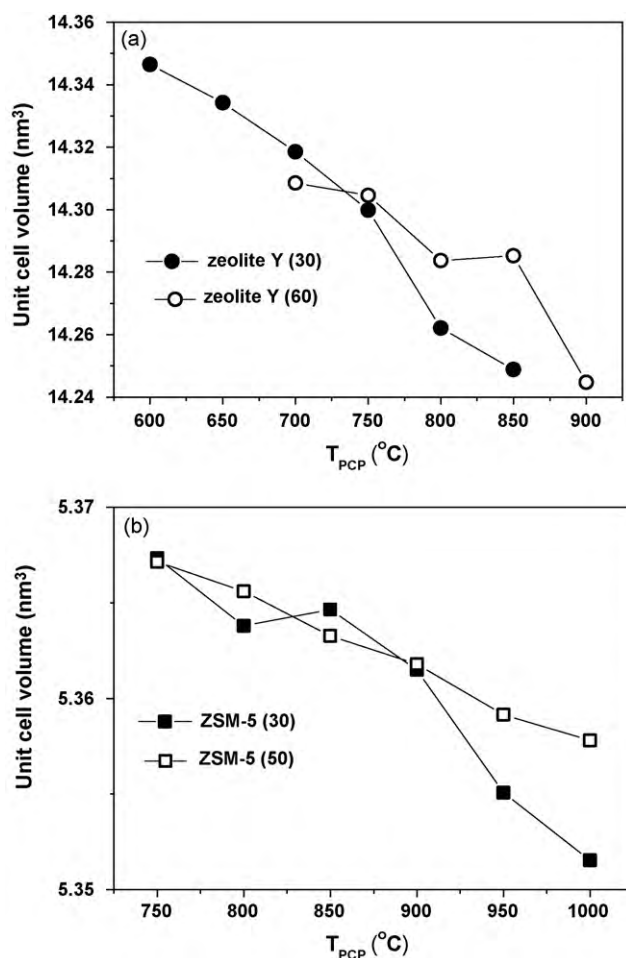 (a)
Unit cell volume (nm³)
14.36
14.34
14.32
14.30
14.28
14.26
14.24
zeolite Y (30)
zeolite Y (60)
600 650 700 750 800 850 900
T_PCP (°C)
(b)
Unit cell volume (nm³)
5.37
5.36
5.35
ZSM-5 (30)
ZSM-5 (50)
750 800 850 900 950 1000
T_PCP (°C)